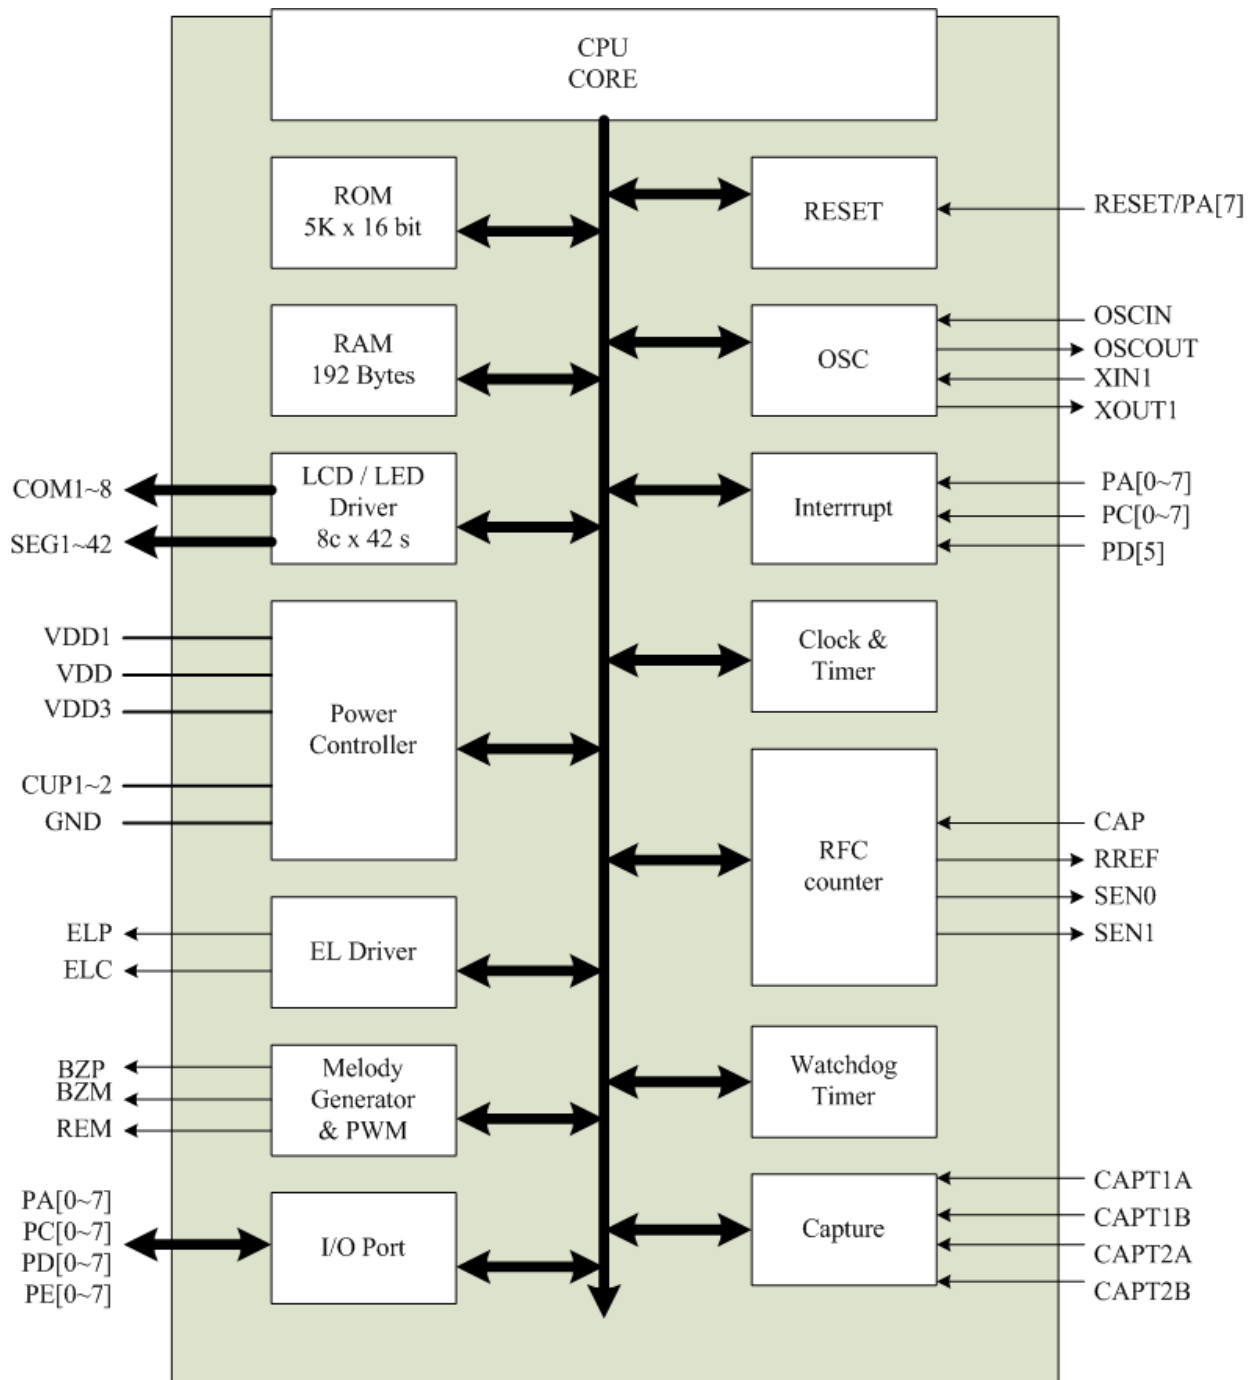 CPU
CORE
ROM
5K x 16 bit
RESET
RESET/PA[7]
RAM
192 Bytes
OSC
OSCIN
OSCOUT
XIN1
XOUT1
COM1~8
SEG1~42
LCD / LED
Driver
8c x 42 s
Interrrupt
PA[0~7]
PC[0~7]
PD[5]
VDD1
VDD
VDD3
CUP1~2
GND
Power
Controller
Clock &
Timer
RFC
counter
CAP
RREF
SEN0
SEN1
ELP
ELC
EL Driver
BZP
BZM
REM
Melody
Generator
& PWM
Watchdog
Timer
PA[0~7]
PC[0~7]
PD[0~7]
PE[0~7]
I/O Port
Capture
CAPT1A
CAPT1B
CAPT2A
CAPT2B